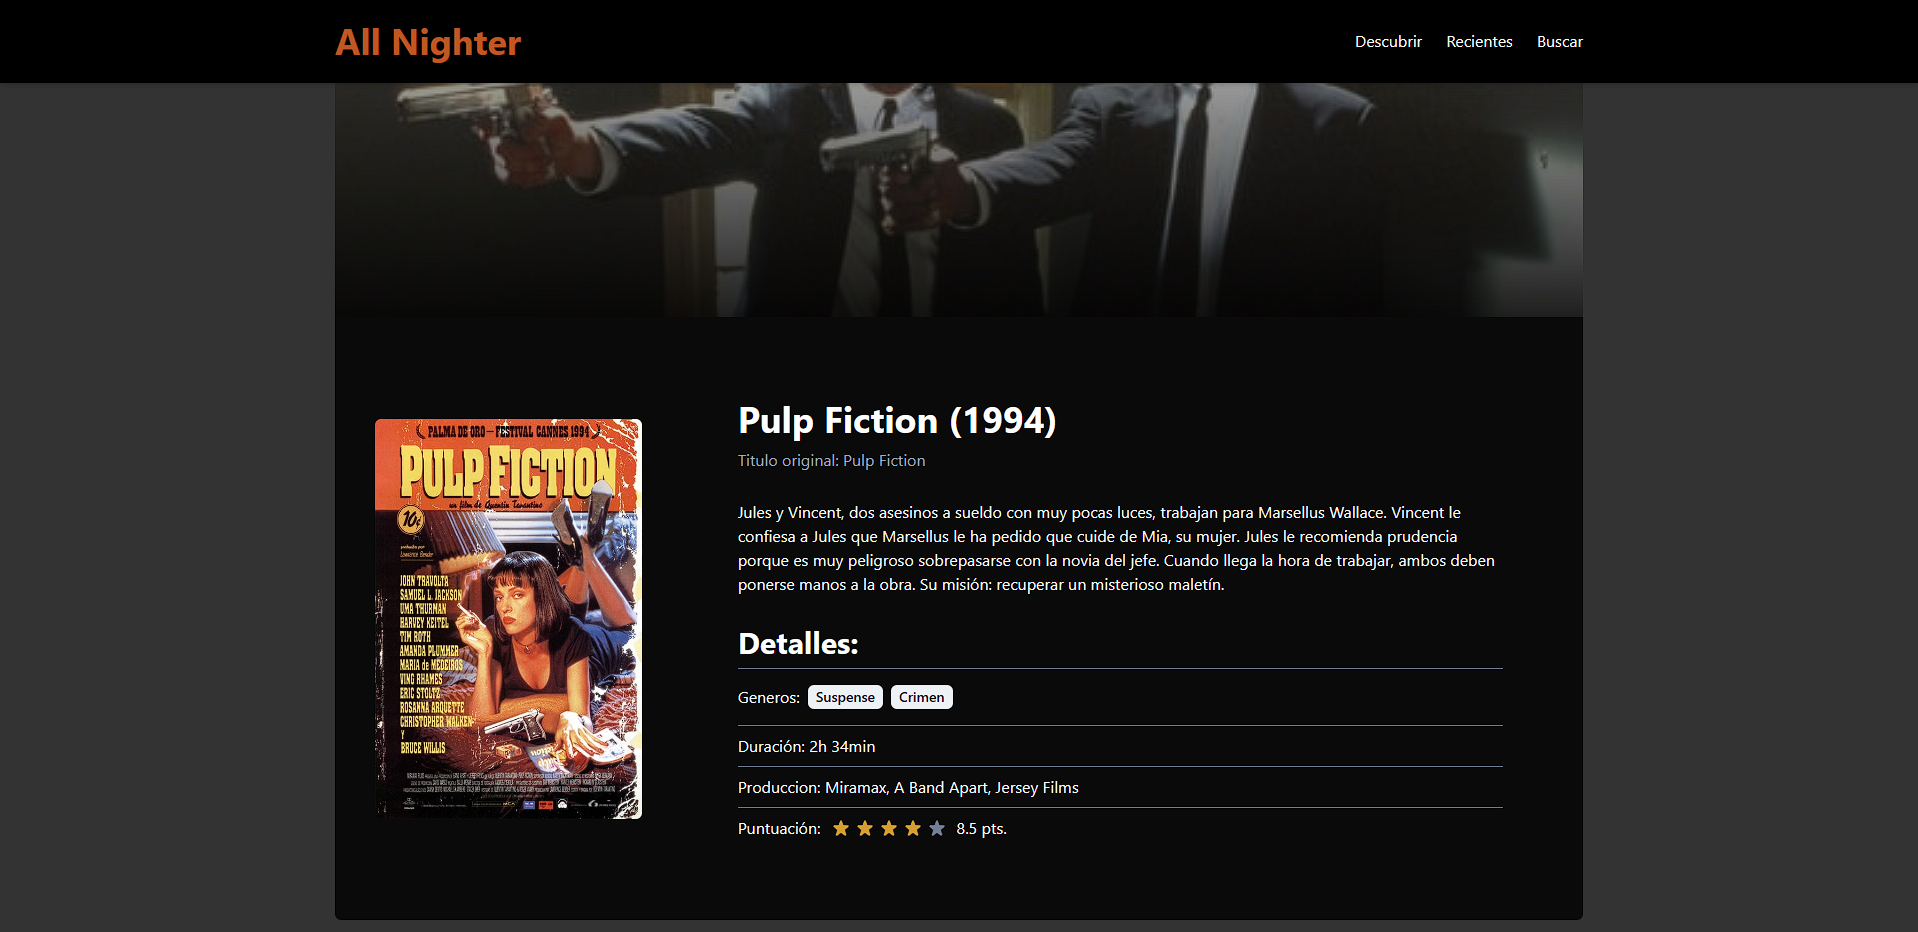 All Nighter
Descubrir
Recientes
Buscar
PALMA DE ORO – FESTIVAL CANNES 1994
PULP FICTION
un film de Quentin Tarantino
10¢
producida por
Lawrence Bender
JOHN TRAVOLTA
SAMUEL L. JACKSON
UMA THURMAN
HARVEY KEITEL
TIM ROTH
AMANDA PLUMMER
MARIA de MEDEIROS
VING RHAMES
ERIC STOLTZ
ROSANNA ARQUETTE
CHRISTOPHER WALKEN
Y
BRUCE WILLIS
Pulp Fiction (1994)
Titulo original: Pulp Fiction
Jules y Vincent, dos asesinos a sueldo con muy pocas luces, trabajan para Marsellus Wallace. Vincent le
confiesa a Jules que Marsellus le ha pedido que cuide de Mia, su mujer. Jules le recomienda prudencia
porque es muy peligroso sobrepasarse con la novia del jefe. Cuando llega la hora de trabajar, ambos deben
ponerse manos a la obra. Su misión: recuperar un misterioso maletín.
Detalles:
Generos: Suspense Crimen
Duración: 2h 34min
Produccion: Miramax, A Band Apart, Jersey Films
Puntuación: 8.5 pts.